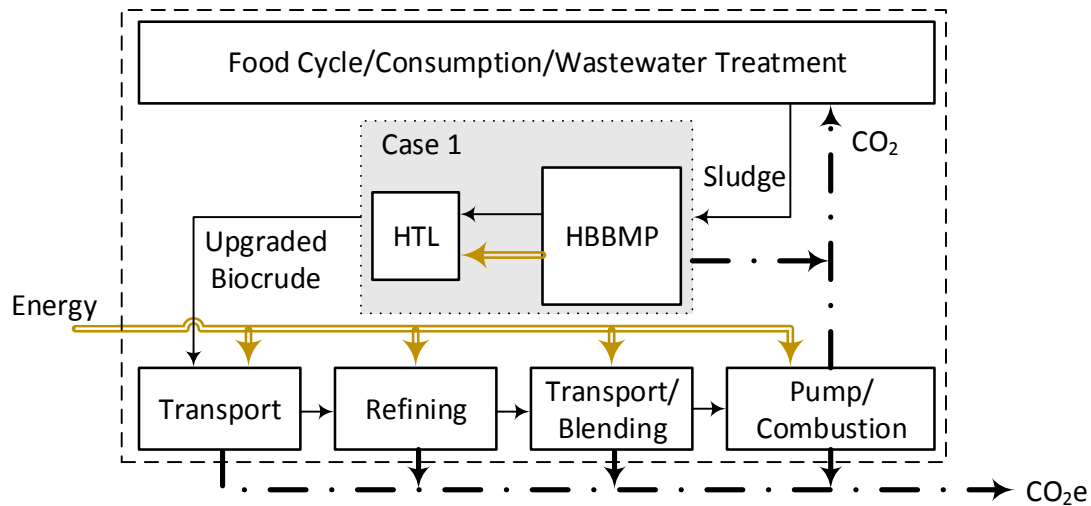 Food Cycle/Consumption/Wastewater Treatment
Case 1
CO₂
Sludge
HTL
HBBMP
Upgraded
Biocrude
Energy
Transport
Refining
Transport/
Blending
Pump/
Combustion
CO₂e